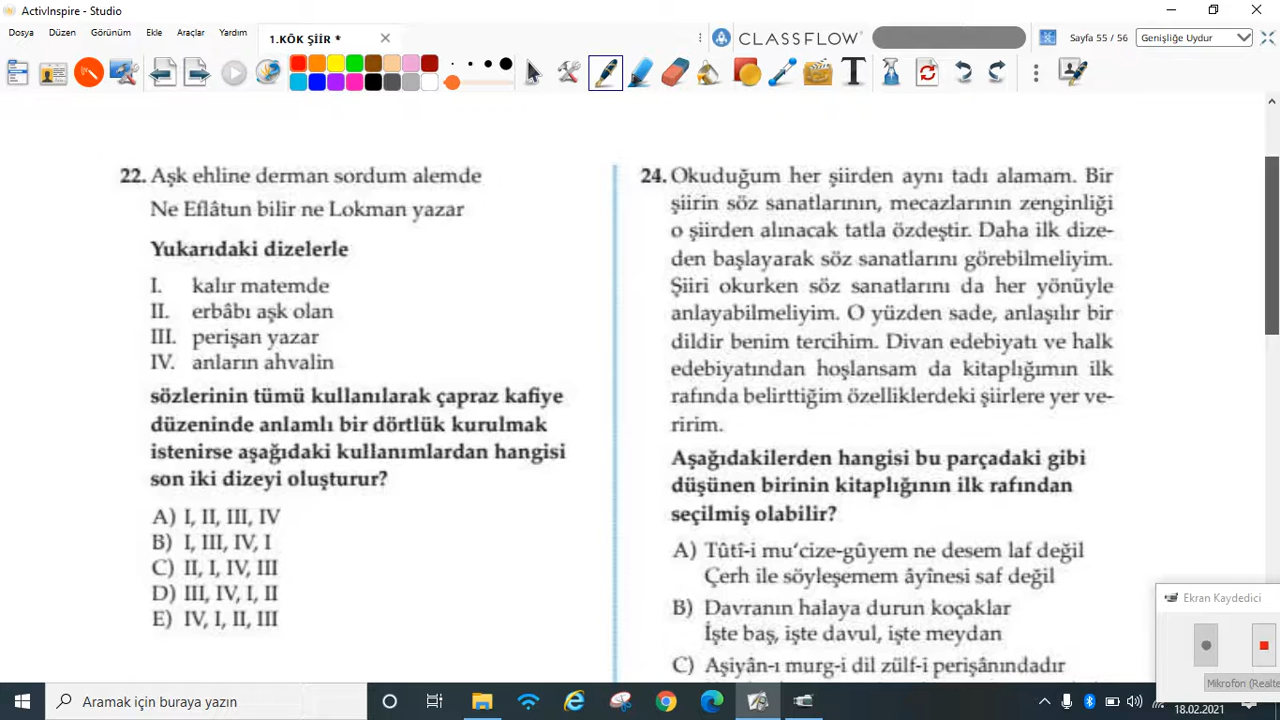 ActivInspire - Studio
Dosya Düzen Görünüm Ekle Araçlar Yardım
1.KÖK ŞİİR *
CLASSFLOW
Sayfa 55 / 56
Genişliğe Uydur
22. Aşk ehline derman sordum alemde
Ne Eflâtun bilir ne Lokman yazar
Yukarıdaki dizelerle
I. kalır matemde
II. erbâbı aşk olan
III. perişan yazar
IV. anların ahvalin
sözlerinin tümü kullanılarak çapraz kafiye
düzeninde anlamlı bir dörtlük kurulmak
istenirse aşağıdaki kullanımlardan hangisi
son iki dizeyi oluşturur?
A) I, II, III, IV
B) I, III, IV, I
C) II, I, IV, III
D) III, IV, I, II
E) IV, I, II, III
24. Okuduğum her şiirden aynı tadı alamam. Bir
şiirin söz sanatlarının, mecazlarının zenginliği
o şiirden alınacak tatla özdeştir. Daha ilk dize-
den başlayarak söz sanatlarını görebilmeliyim.
Şiiri okurken söz sanatlarını da her yönüyle
anlayabilmeliyim. O yüzden sade, anlaşılır bir
dildir benim tercihim. Divan edebiyatı ve halk
edebiyatından hoşlansam da kitaplığımın ilk
rafında belirttiğim özelliklerdeki şiirlere yer ve-
ririm.
Aşağıdakilerden hangisi bu parçadaki gibi
düşünen birinin kitaplığının ilk rafından
seçilmiş olabilir?
A) Tûtî-i mu‘cize-gûyem ne desem laf değil
Çerh ile söyleşemem âyînesi saf değil
B) Davranın halaya durun koçaklar
İşte baş, işte davul, işte meydan
C) Aşiyân-ı murg-i dil zülf-i perişânındadır
Ekran Kaydedici
Mikrofon (Realte
Aramak için buraya yazın
18.02.2021